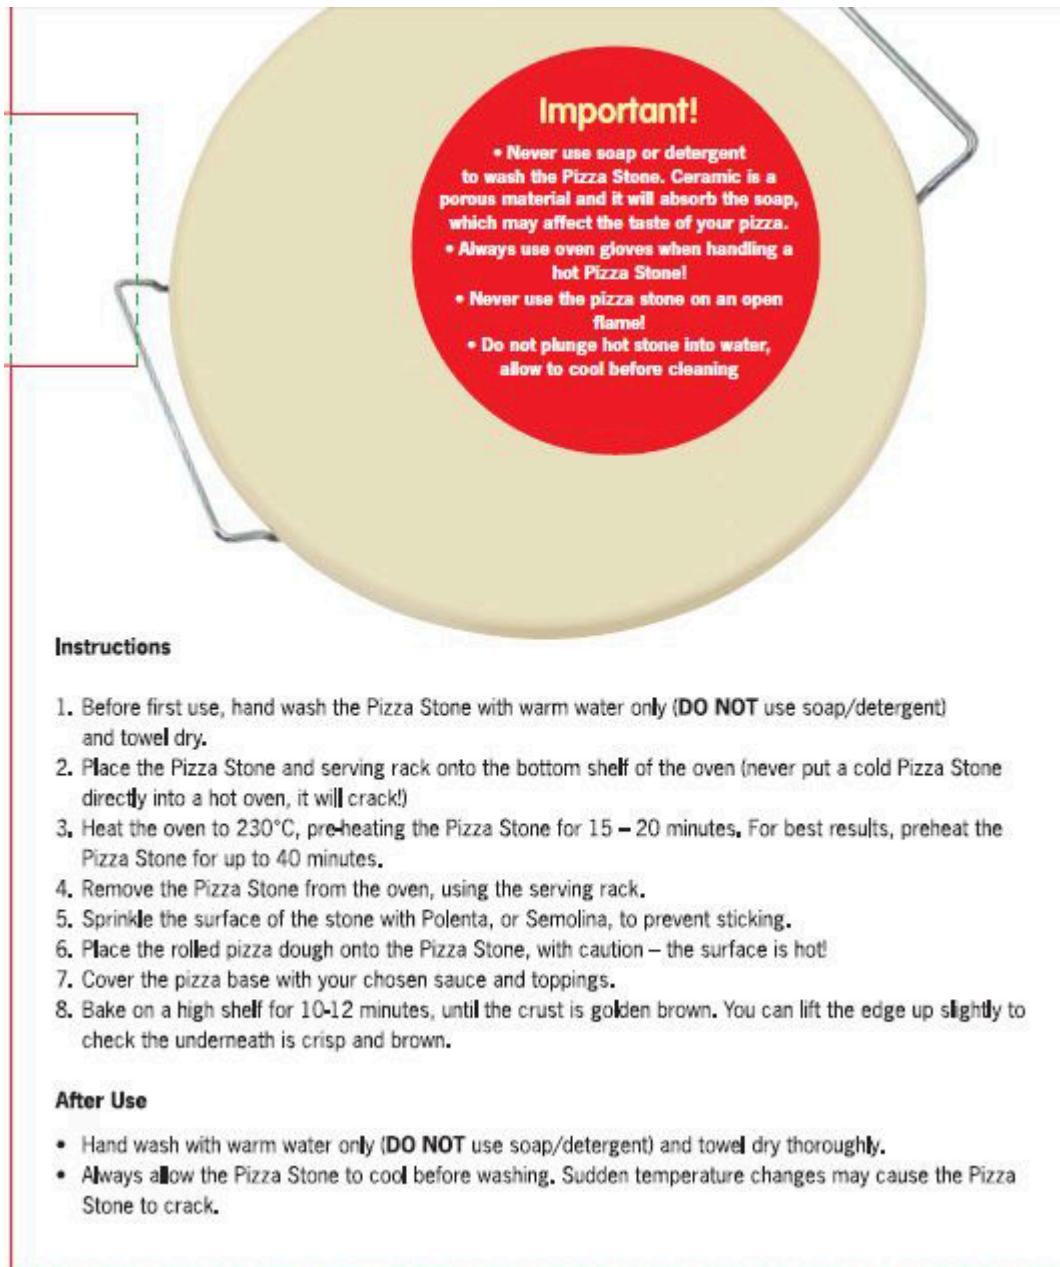 Important!
• Never use soap or detergent
to wash the Pizza Stone. Ceramic is a
porous material and it will absorb the soap,
which may affect the taste of your pizza.
• Always use oven gloves when handling a
hot Pizza Stone!
• Never use the pizza stone on an open
flame!
• Do not plunge hot stone into water,
allow to cool before cleaning
Instructions
1. Before first use, hand wash the Pizza Stone with warm water only (DO NOT use soap/detergent)
and towel dry.
2. Place the Pizza Stone and serving rack onto the bottom shelf of the oven (never put a cold Pizza Stone
directly into a hot oven, it will crack!)
3. Heat the oven to 230°C, pre-heating the Pizza Stone for 15 – 20 minutes. For best results, preheat the
Pizza Stone for up to 40 minutes.
4. Remove the Pizza Stone from the oven, using the serving rack.
5. Sprinkle the surface of the stone with Polenta, or Semolina, to prevent sticking.
6. Place the rolled pizza dough onto the Pizza Stone, with caution – the surface is hot!
7. Cover the pizza base with your chosen sauce and toppings.
8. Bake on a high shelf for 10-12 minutes, until the crust is golden brown. You can lift the edge up slightly to
check the underneath is crisp and brown.
After Use
• Hand wash with warm water only (DO NOT use soap/detergent) and towel dry thoroughly.
• Always allow the Pizza Stone to cool before washing. Sudden temperature changes may cause the Pizza
Stone to crack.